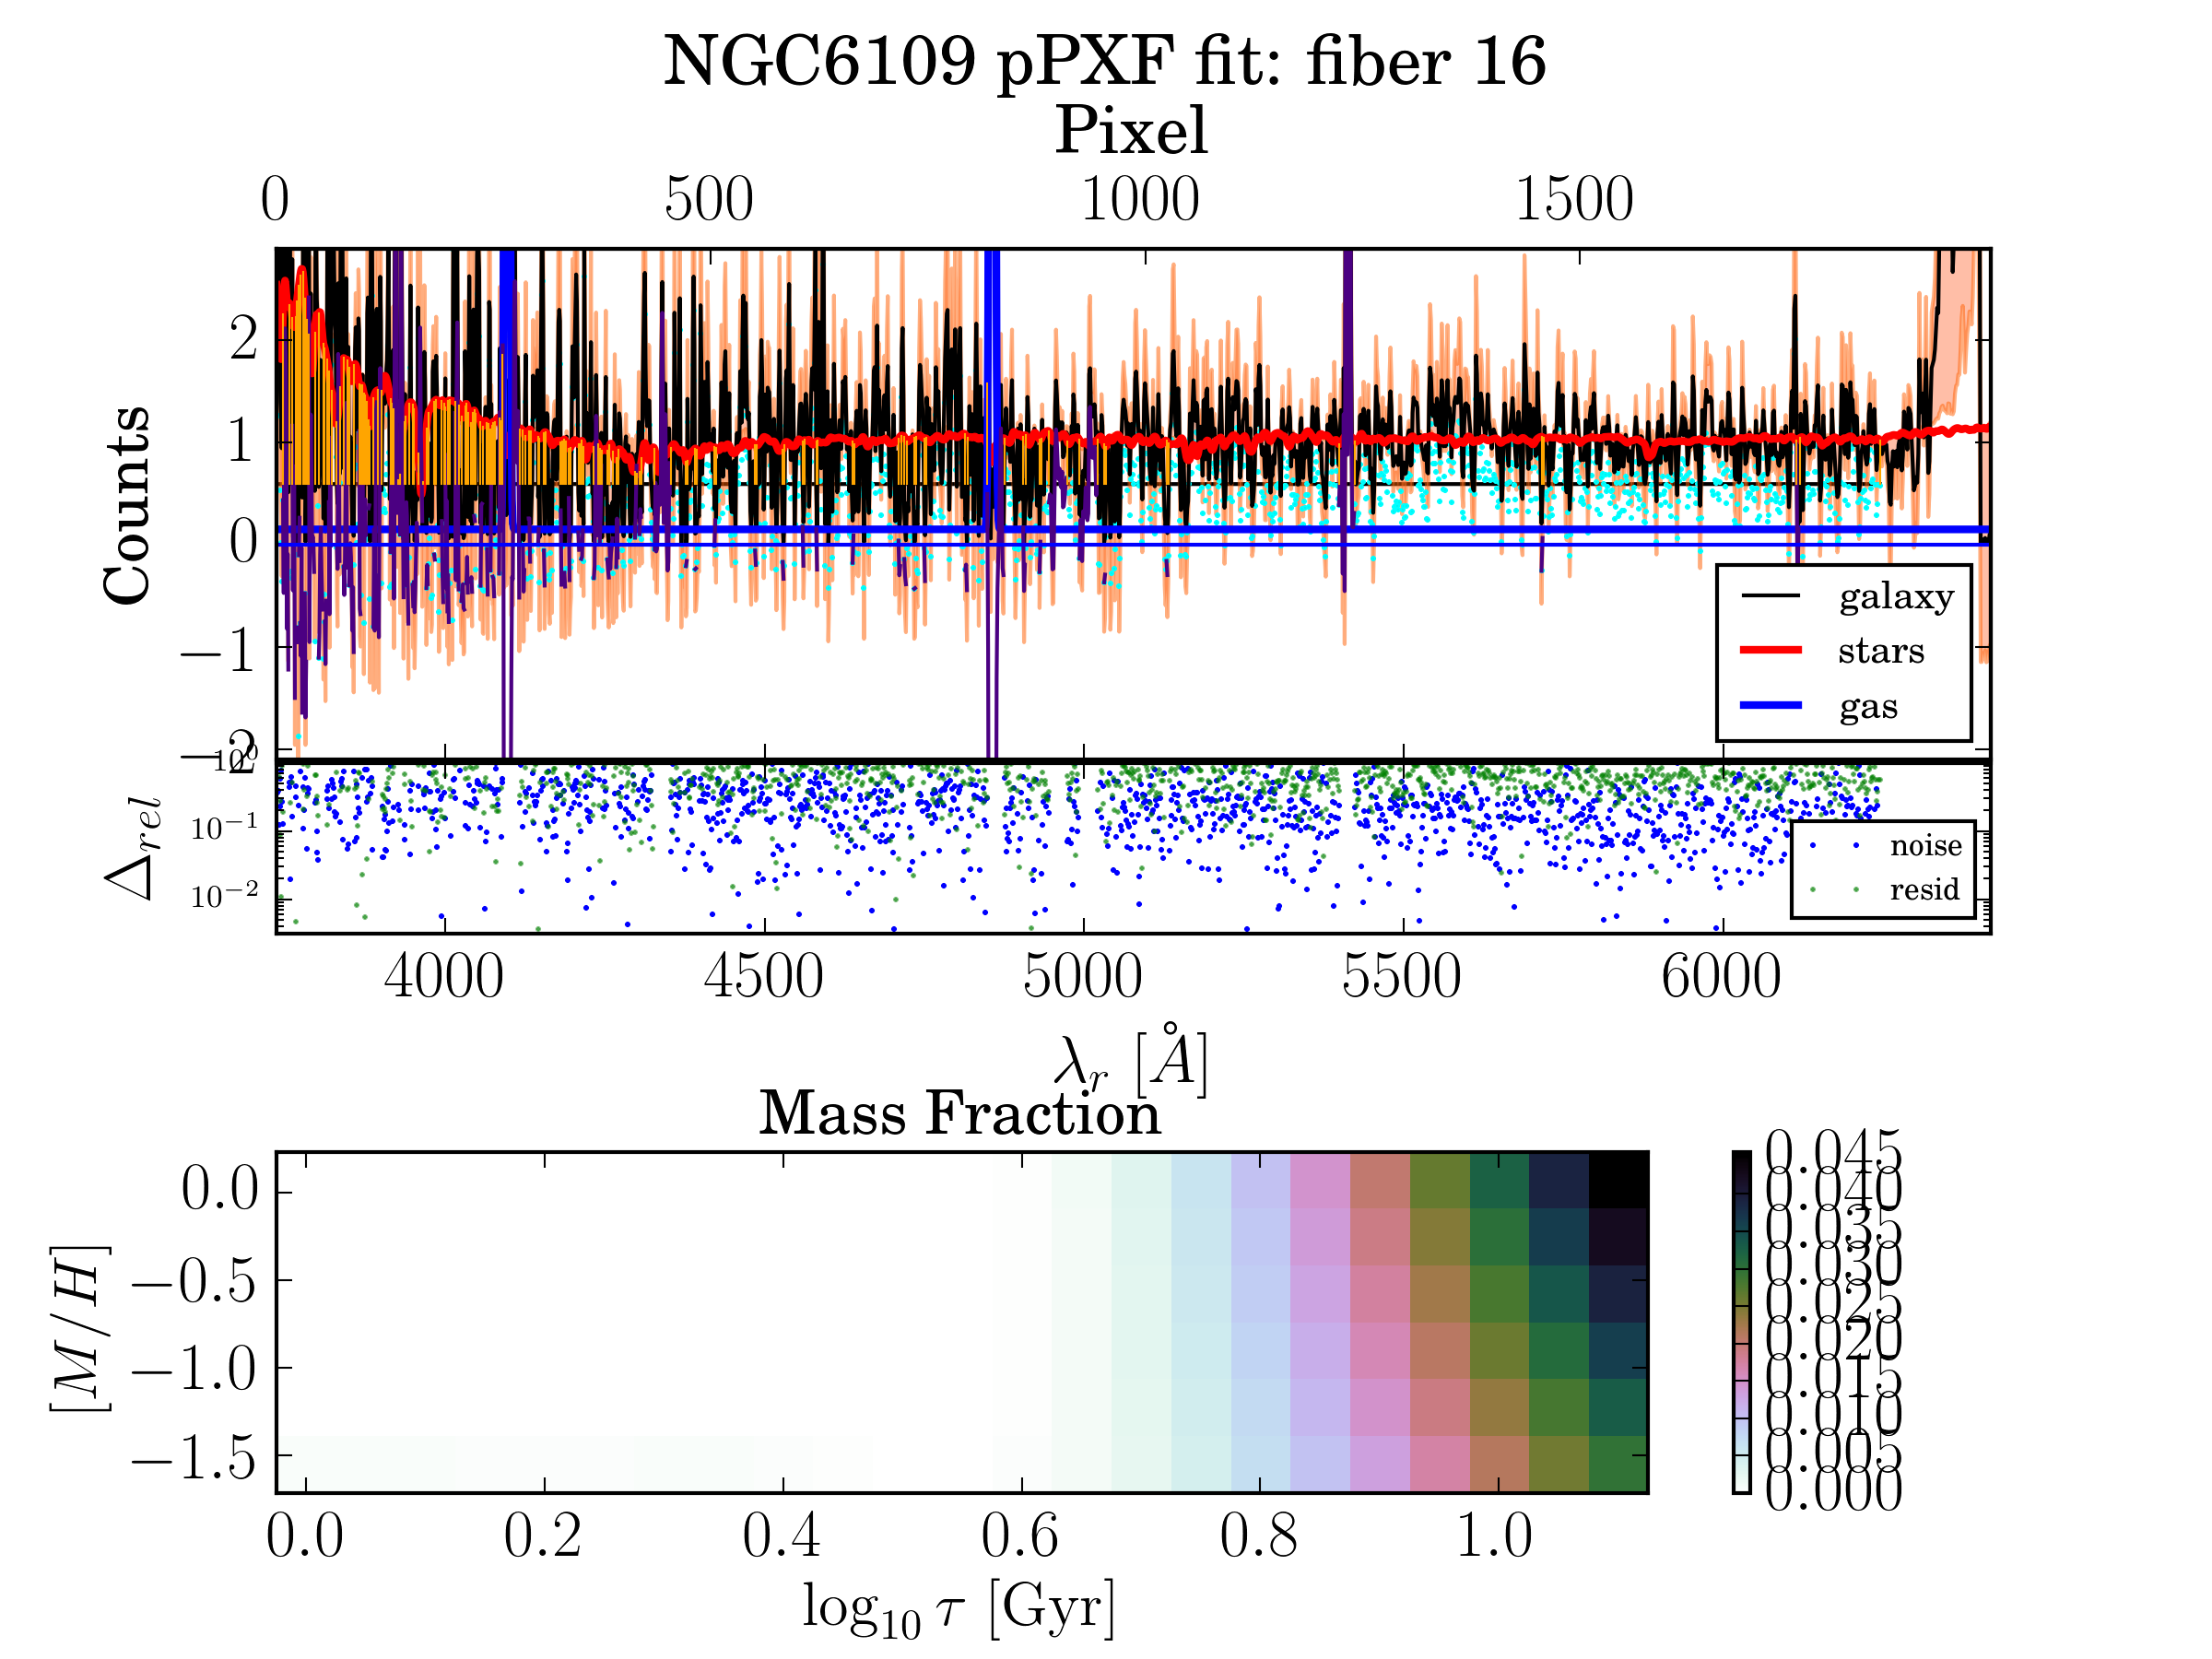 NGC6109 pPXF fit: fiber 16
Pixel
0 500 1000 1500
Counts
2
1
0
−1
−2
galaxy
stars
gas
Δrel
10⁰
10⁻¹
10⁻²
noise
resid
4000 4500 5000 5500 6000
λr [Å]
Mass Fraction
[M/H]
0.0
−0.5
−1.0
−1.5
0.0 0.2 0.4 0.6 0.8 1.0
log₁₀ τ [Gyr]
0.045
0.040
0.035
0.030
0.025
0.020
0.015
0.010
0.005
0.000